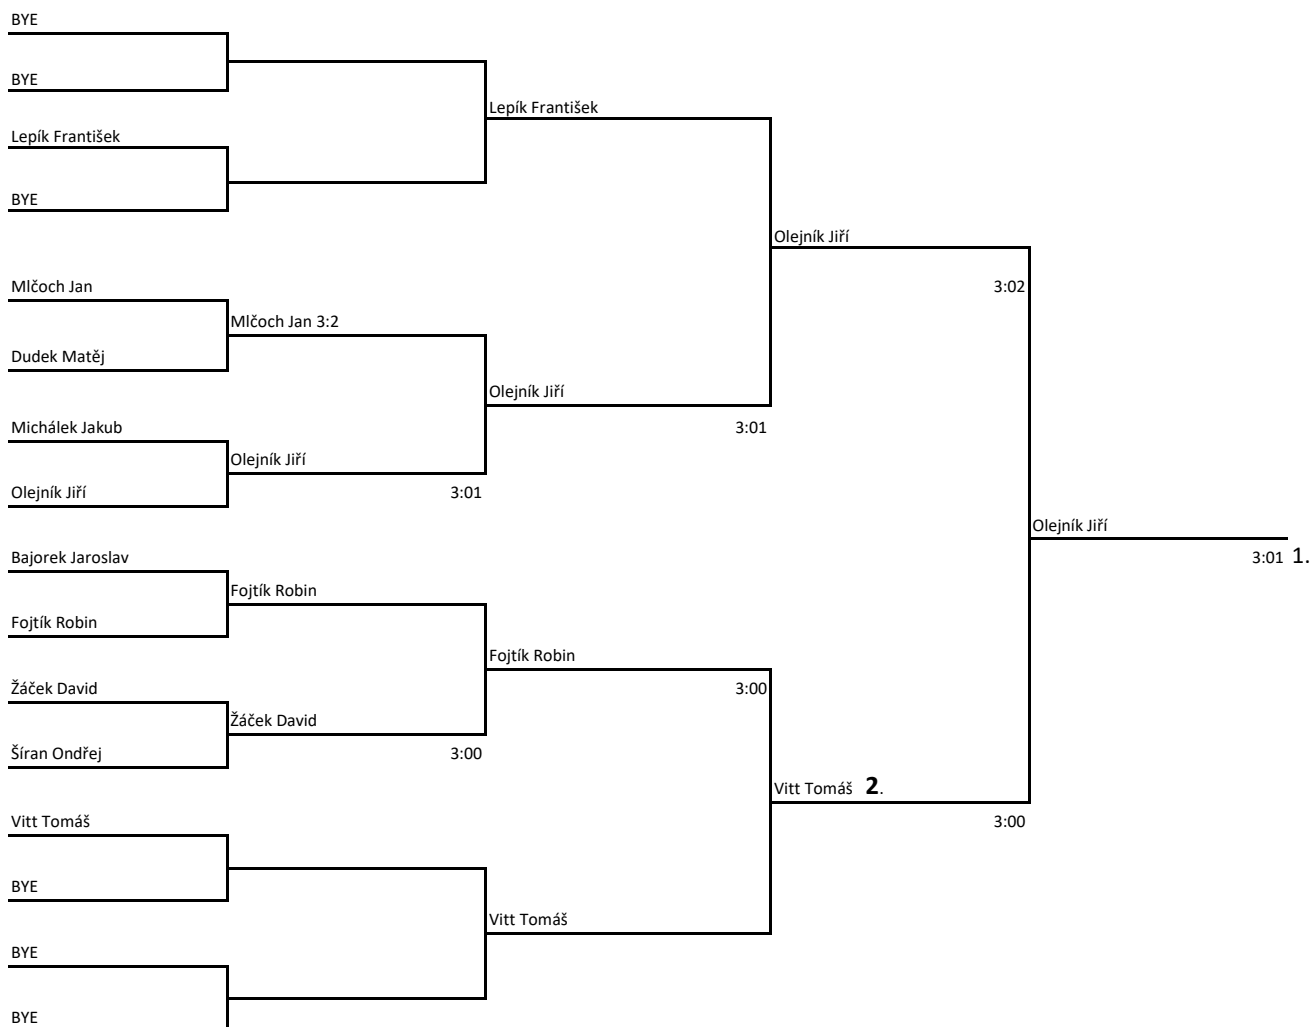 BYE
BYE
Lepík František
Lepík František
BYE
Olejník Jiří
Mlčoch Jan
3:02
Mlčoch Jan 3:2
Dudek Matěj
Olejník Jiří
Michálek Jakub
3:01
Olejník Jiří
Olejník Jiří
3:01
Olejník Jiří
Bajorek Jaroslav
3:01 1.
Fojtík Robin
Fojtík Robin
Fojtík Robin
Žáček David
3:00
Žáček David
Šíran Ondřej
3:00
Vitt Tomáš 2.
Vitt Tomáš
3:00
BYE
Vitt Tomáš
BYE
BYE